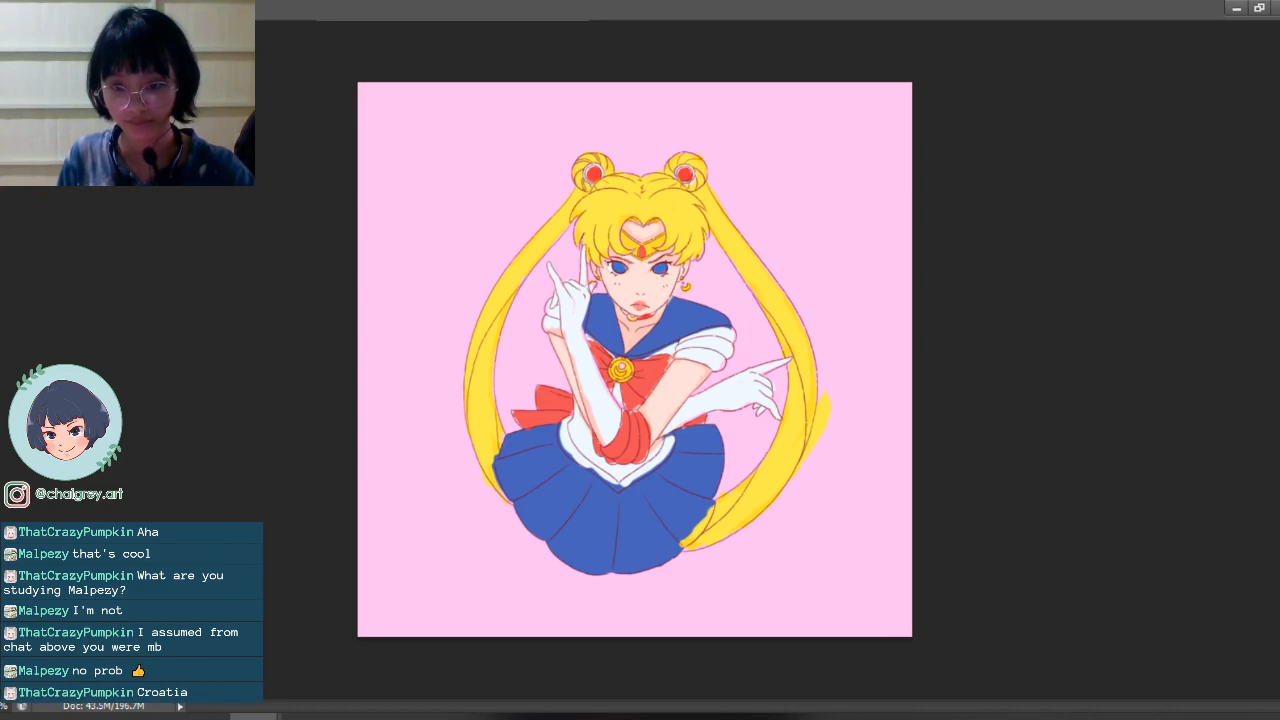 @chaigrey.art
ThatCrazyPumpkin Aha
Malpezy that's cool
ThatCrazyPumpkin What are you
studying Malpezy?
Malpezy I'm not
ThatCrazyPumpkin I assumed from
chat above you were mb
Malpezy no prob 👍
ThatCrazyPumpkin Croatia
% Doc: 43.5M/196.7M